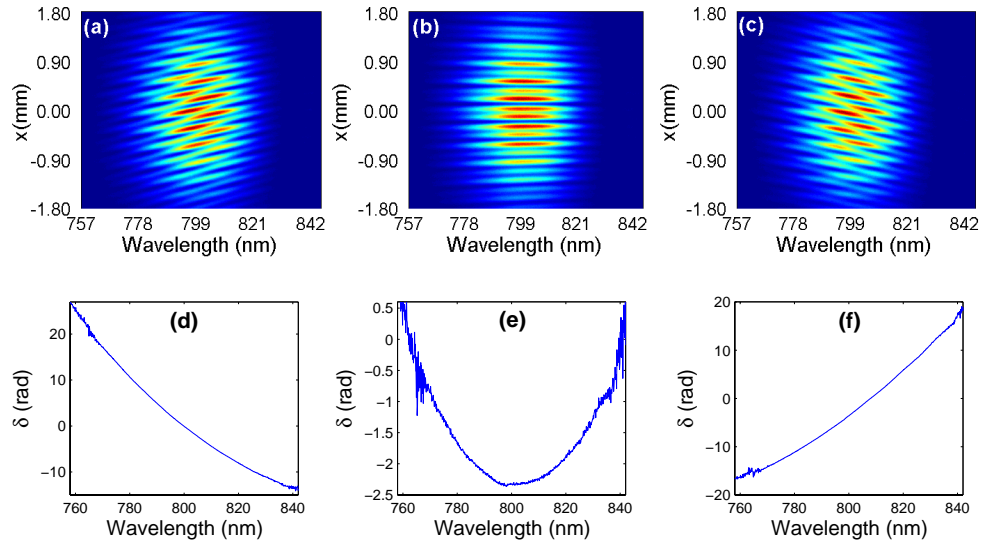 (a)
1.80
0.90
0.00
-0.90
-1.80
x(mm)
757 778 799 821 842
Wavelength (nm)
(b)
1.80
0.90
0.00
-0.90
-1.80
x(mm)
757 778 799 821 842
Wavelength (nm)
(c)
1.80
0.90
0.00
-0.90
-1.80
x(mm)
757 778 799 821 842
Wavelength (nm)
(d)
20
10
0
−10
δ (rad)
760 780 800 820 840
Wavelength (nm)
(e)
0.5
0
−0.5
−1
−1.5
−2
−2.5
δ (rad)
760 780 800 820 840
Wavelength (nm)
(f)
20
10
0
−10
−20
δ (rad)
760 780 800 820 840
Wavelength (nm)